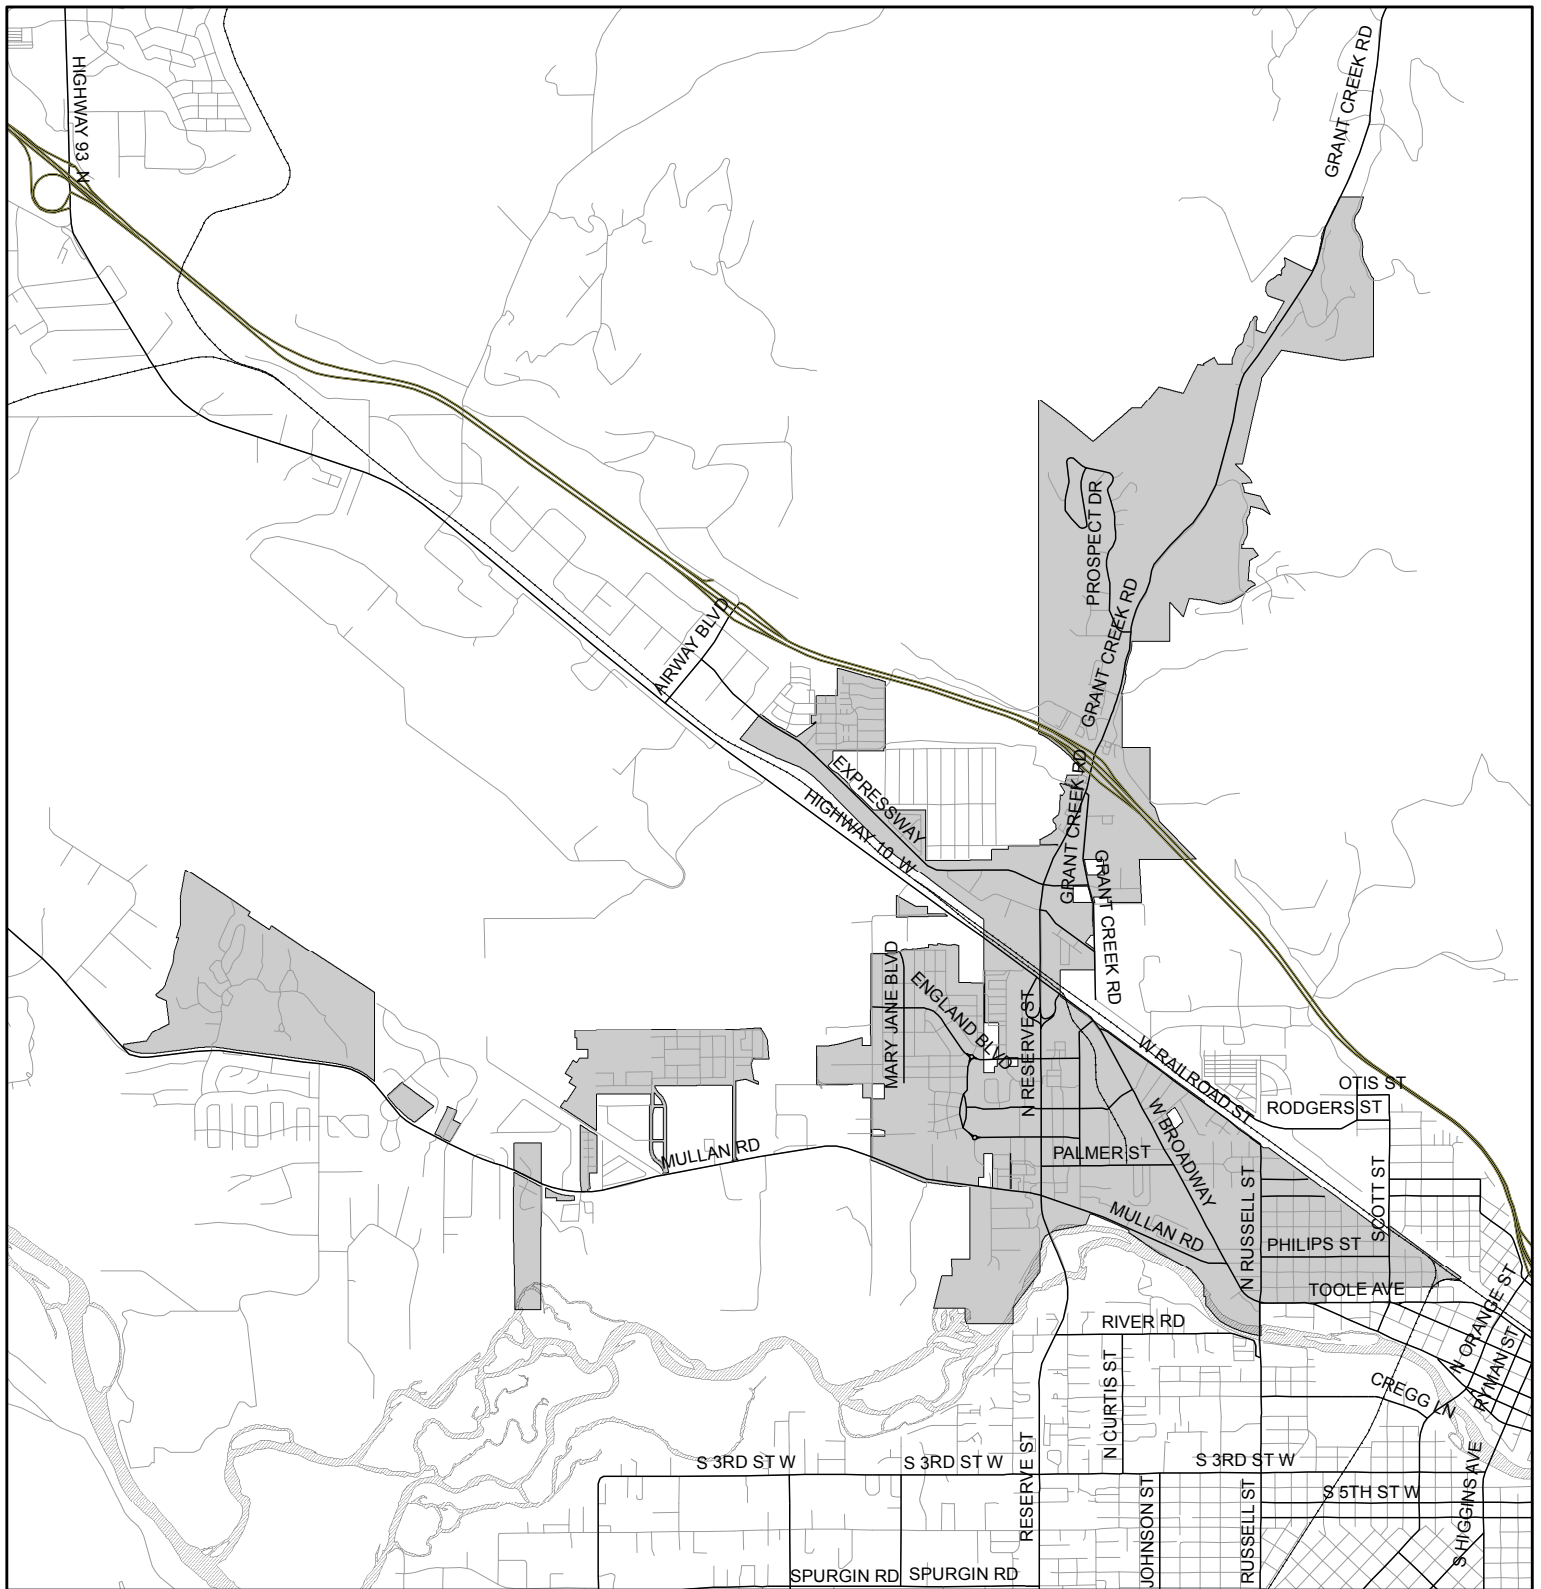 GRANT CREEK RD
HIGHWAY 93 N
PROSPECT DR
GRANT CREEK RD
AIRWAY BLVD
EXPRESSWAY
GRANT CREEK RD
HIGHWAY 10 W
GRANT CREEK RD
MARY JANE BLVD
ENGLAND BLVD
N RESERVE ST
W RAILROAD ST
OTIS ST
RODGERS ST
W BROADWAY
MULLAN RD
PALMER ST
SCOTT ST
N RUSSELL ST
MULLAN RD
PHILIPS ST
TOOLE AVE
N ORANGE ST
RIVER RD
RYMAN ST
N CURTIS ST
CREGG LN
S 3RD ST W
S 3RD ST W
S 3RD ST W
RESERVE ST
JOHNSON ST
RUSSELL ST
S 5TH ST W
S HIGGINS AVE
SPURGIN RD
SPURGIN RD